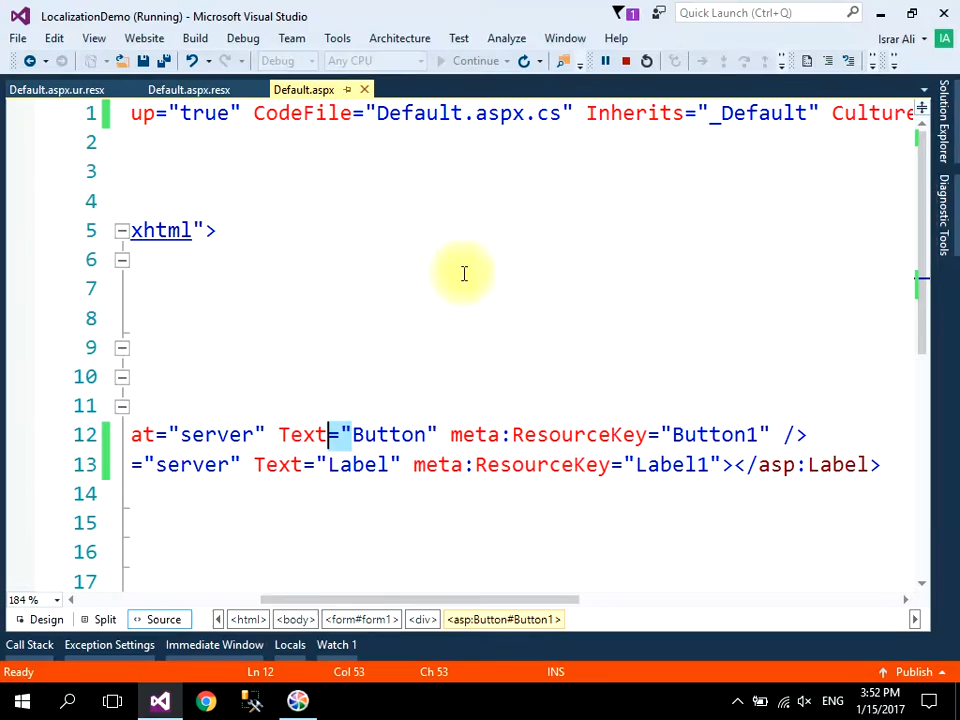 LocalizationDemo (Running) - Microsoft Visual Studio
1
Quick Launch (Ctrl+Q)
File Edit View Website Build Debug Team Tools Architecture Test Analyze Window Help
Israr Ali IA
Debug Any CPU Continue
Default.aspx.ur.resx Default.aspx.resx Default.aspx
1 up="true" CodeFile="Default.aspx.cs" Inherits="_Default" Culture
2
3
4
5 xhtml">
6
7
8
9
10
11
12 at="server" Text="Button" meta:ResourceKey="Button1" />
13 ="server" Text="Label" meta:ResourceKey="Label1"></asp:Label>
14
15
16
17
Solution Explorer
Diagnostic Tools
184 %
Design Split Source <html> <body> <form#form1> <div> <asp:Button#Button1>
Call Stack Exception Settings Immediate Window Locals Watch 1
Ready Ln 12 Col 53 Ch 53 INS Publish
ENG
3:52 PM
1/15/2017